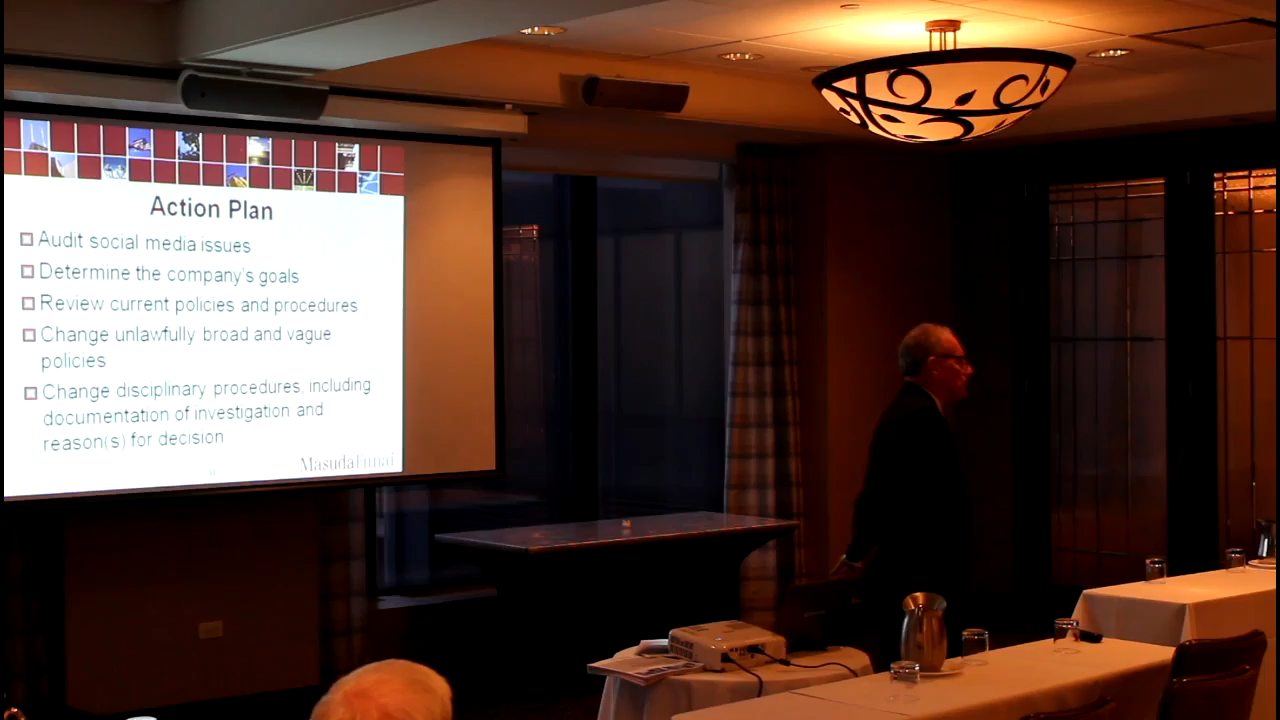 Action Plan
Audit social media issues
Determine the company's goals
Review current policies and procedures
Change unlawfully broad and vague
policies
Change disciplinary procedures, including
documentation of investigation and
reason(s) for decision
MasudaFunai